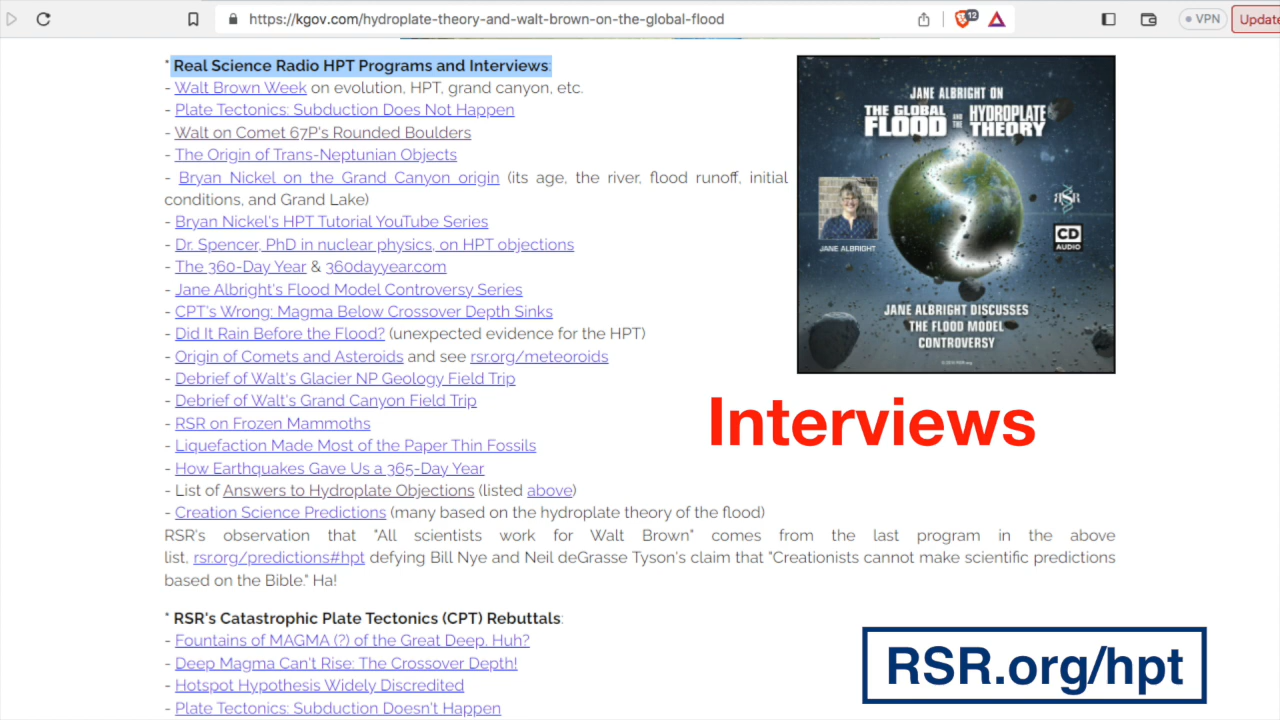 https://kgov.com/hydroplate-theory-and-walt-brown-on-the-global-flood
12
VPN
Update
* Real Science Radio HPT Programs and Interviews:
- Walt Brown Week on evolution, HPT, grand canyon, etc.
- Plate Tectonics: Subduction Does Not Happen
- Walt on Comet 67P's Rounded Boulders
- The Origin of Trans-Neptunian Objects
- Bryan Nickel on the Grand Canyon origin (its age, the river, flood runoff, initial
conditions, and Grand Lake)
- Bryan Nickel's HPT Tutorial YouTube Series
- Dr. Spencer, PhD in nuclear physics, on HPT objections
- The 360-Day Year & 360dayyear.com
- Jane Albright's Flood Model Controversy Series
- CPT's Wrong: Magma Below Crossover Depth Sinks
- Did It Rain Before the Flood? (unexpected evidence for the HPT)
- Origin of Comets and Asteroids and see rsr.org/meteoroids
- Debrief of Walt's Glacier NP Geology Field Trip
- Debrief of Walt's Grand Canyon Field Trip
- RSR on Frozen Mammoths
- Liquefaction Made Most of the Paper Thin Fossils
- How Earthquakes Gave Us a 365-Day Year
- List of Answers to Hydroplate Objections (listed above)
- Creation Science Predictions (many based on the hydroplate theory of the flood)
RSR's observation that "All scientists work for Walt Brown" comes from the last program in the above
list, rsr.org/predictions#hpt defying Bill Nye and Neil deGrasse Tyson's claim that "Creationists cannot make scientific predictions
based on the Bible." Ha!
* RSR's Catastrophic Plate Tectonics (CPT) Rebuttals:
- Fountains of MAGMA (?) of the Great Deep, Huh?
- Deep Magma Can't Rise: The Crossover Depth!
- Hotspot Hypothesis Widely Discredited
- Plate Tectonics: Subduction Doesn't Happen
JANE ALBRIGHT ON
THE GLOBAL FLOOD AND THE HYDROPLATE THEORY
RSR
CD
AUDIO
JANE ALBRIGHT
JANE ALBRIGHT DISCUSSES
THE FLOOD MODEL
CONTROVERSY
Interviews
RSR.org/hpt